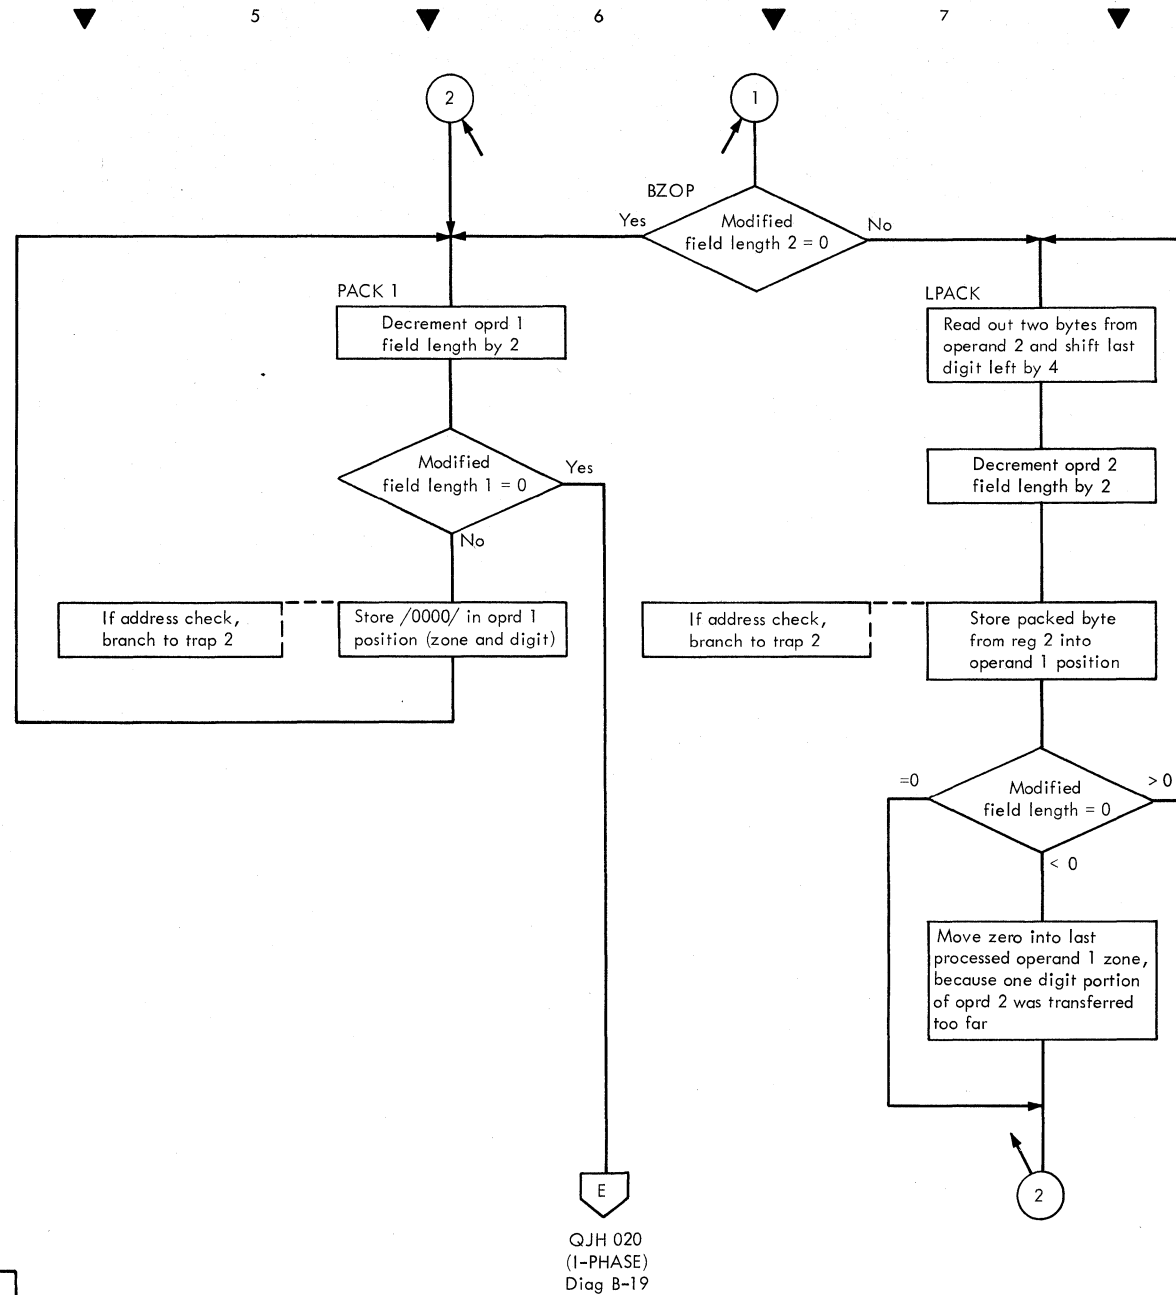 5
6
7
2
1
BZOP
Yes
Modified
field length 2 = 0
No
PACK 1
Decrement oprd 1
field length by 2
LPACK
Read out two bytes from
operand 2 and shift last
digit left by 4
Modified
field length 1 = 0
Yes
No
Decrement oprd 2
field length by 2
If address check,
branch to trap 2
Store /0000/ in oprd 1
position (zone and digit)
If address check,
branch to trap 2
Store packed byte
from reg 2 into
operand 1 position
=0
Modified
field length = 0
> 0
< 0
Move zero into last
processed operand 1 zone,
because one digit portion
of oprd 2 was transferred
too far
E
2
QJH 020
(I-PHASE)
Diag B-19